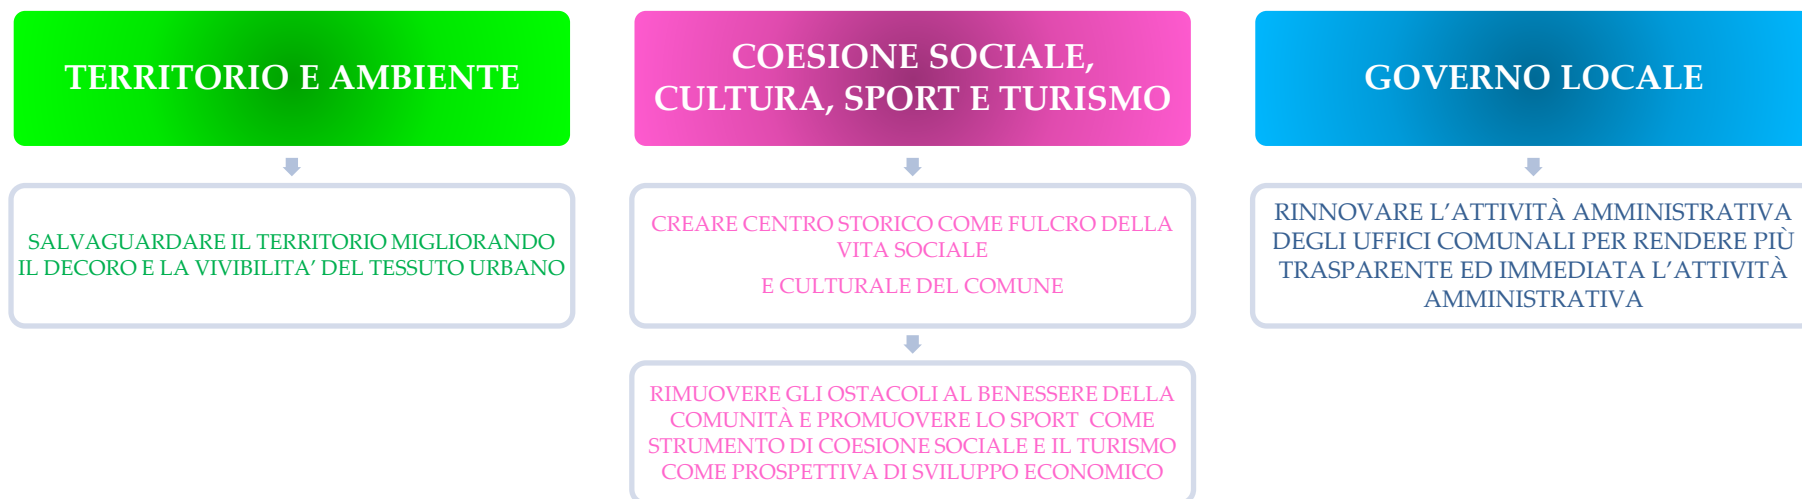 TERRITORIO E AMBIENTE
SALVAGUARDARE IL TERRITORIO MIGLIORANDO
IL DECORO E LA VIVIBILITA’ DEL TESSUTO URBANO
COESIONE SOCIALE,
CULTURA, SPORT E TURISMO
CREARE CENTRO STORICO COME FULCRO DELLA
VITA SOCIALE
E CULTURALE DEL COMUNE
RIMUOVERE GLI OSTACOLI AL BENESSERE DELLA
COMUNITÀ E PROMUOVERE LO SPORT COME
STRUMENTO DI COESIONE SOCIALE E IL TURISMO
COME PROSPETTIVA DI SVILUPPO ECONOMICO
GOVERNO LOCALE
RINNOVARE L’ATTIVITÀ AMMINISTRATIVA
DEGLI UFFICI COMUNALI PER RENDERE PIÙ
TRASPARENTE ED IMMEDIATA L’ATTIVITÀ
AMMINISTRATIVA